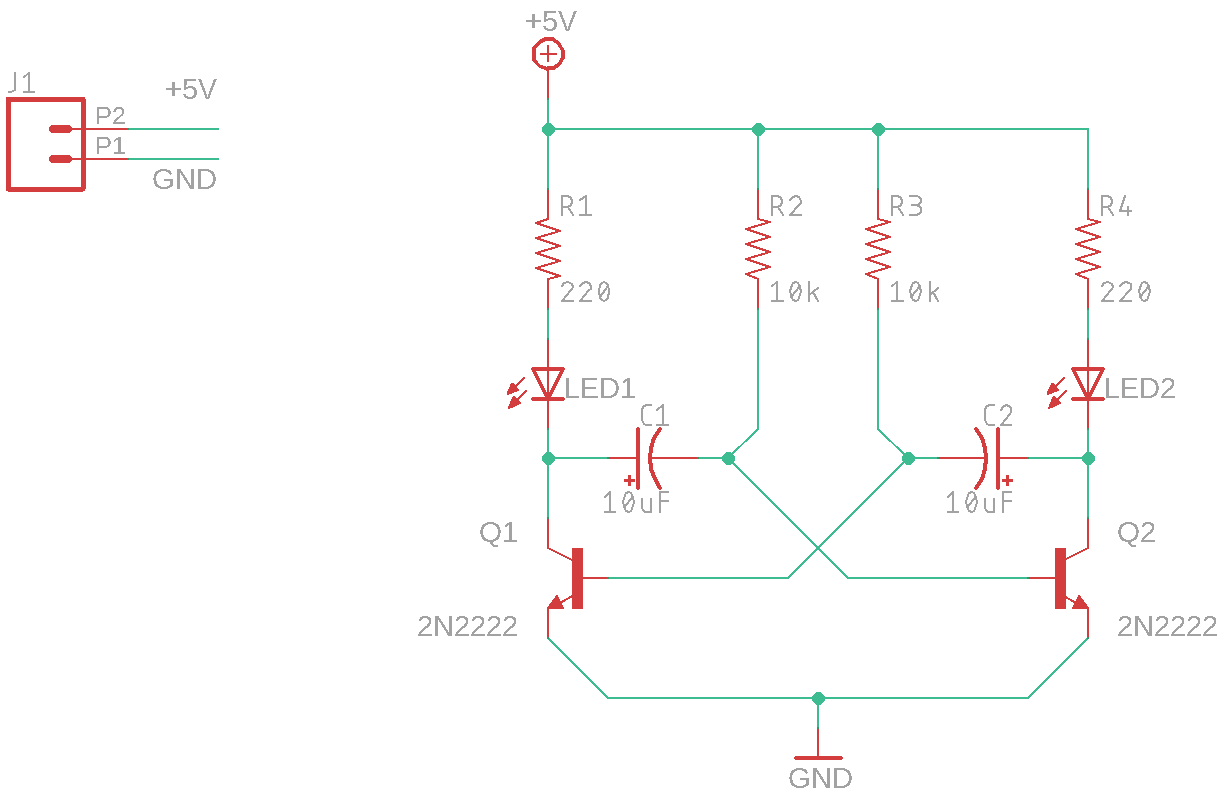 +5V
J1
+5V
P2
P1
GND
R1
R2
R3
R4
220
10k
10k
220
LED1
LED2
C1
C2
+
+
10uF
10uF
Q1
Q2
2N2222
2N2222
GND